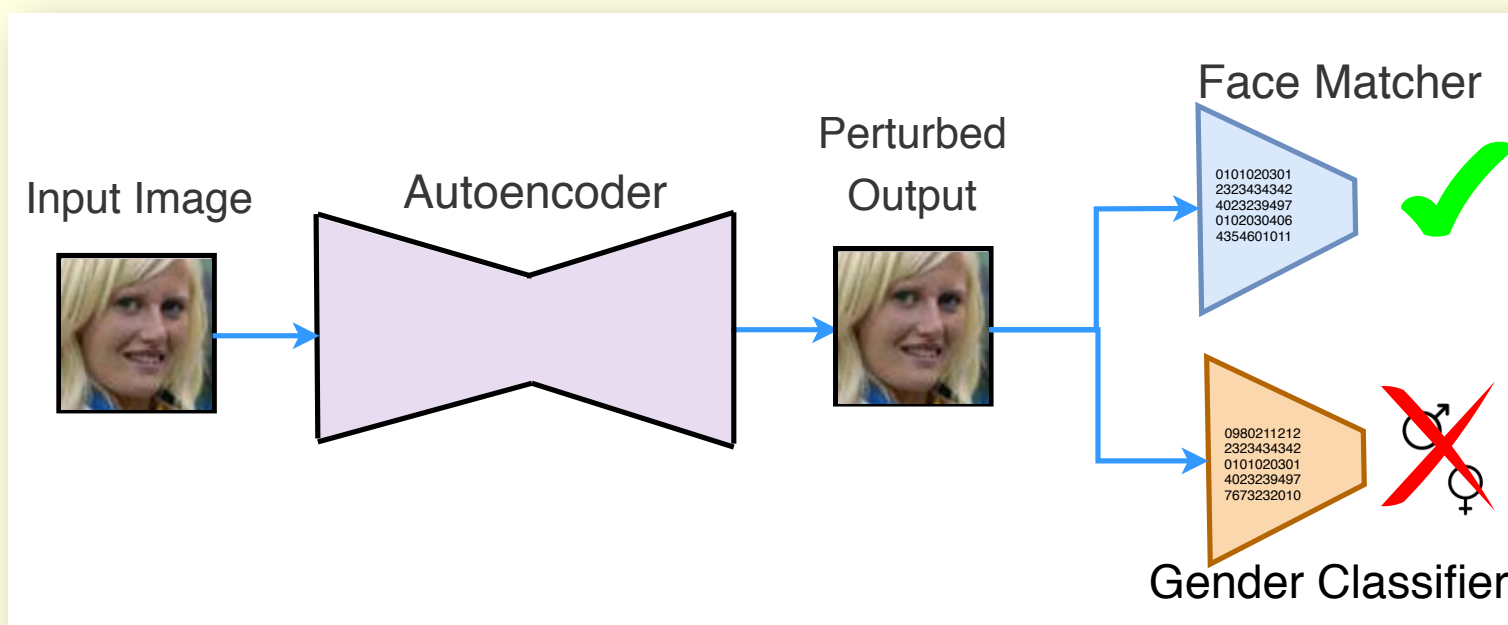 Input Image
Autoencoder
Perturbed
Output
Face Matcher
0101020301
2323434342
4023239497
0102030406
4354601011
0980211212
2323434342
0101020301
4023239497
7673232010
Gender Classifier